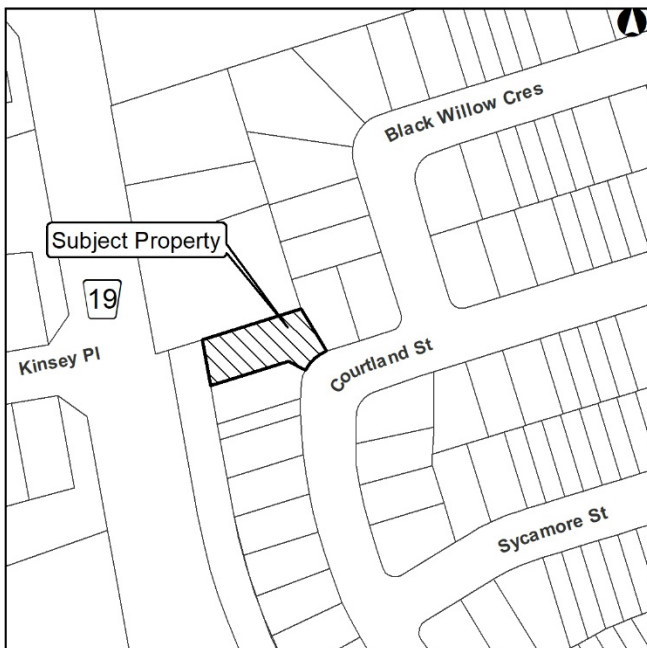 Black Willow Cres
Subject Property
19
Kinsey Pl
Courtland St
Sycamore St